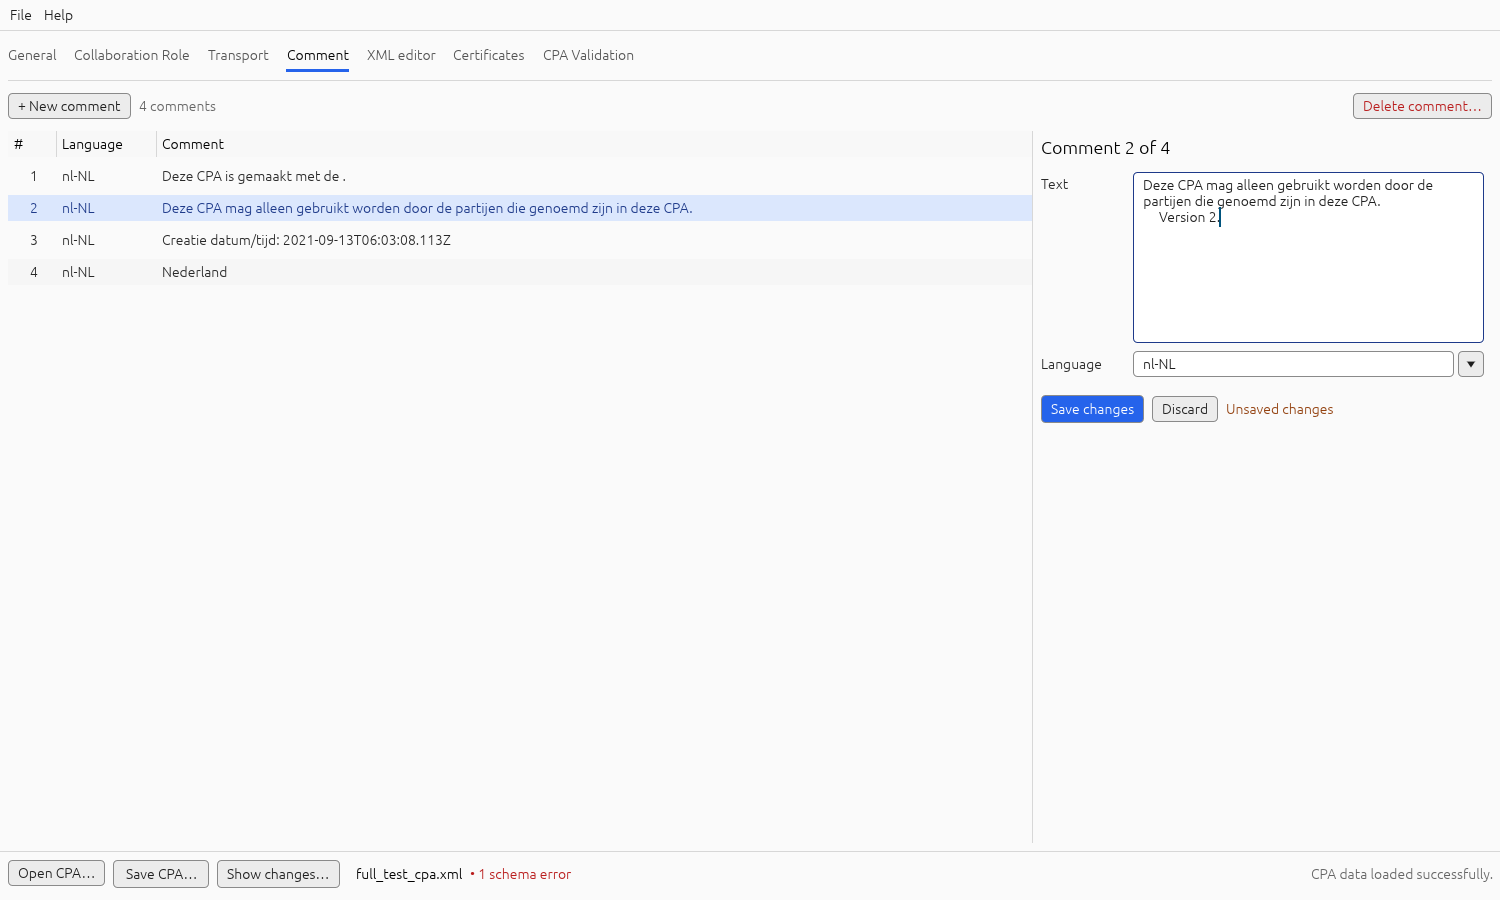 File Help
General Collaboration Role Transport Comment XML editor Certificates CPA Validation
+ New comment 4 comments Delete comment...
# Language Comment
1 nl-NL Deze CPA is gemaakt met de .
2 nl-NL Deze CPA mag alleen gebruikt worden door de partijen die genoemd zijn in deze CPA.
3 nl-NL Creatie datum/tijd: 2021-09-13T06:03:08.113Z
4 nl-NL Nederland
Comment 2 of 4
Text
Deze CPA mag alleen gebruikt worden door de
partijen die genoemd zijn in deze CPA.
Version 2.
Language nl-NL
Save changes Discard Unsaved changes
Open CPA... Save CPA... Show changes... full_test_cpa.xml • 1 schema error CPA data loaded successfully.